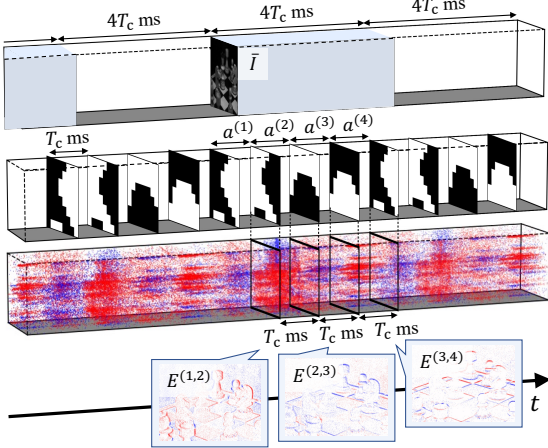 4T_c ms 4T_c ms 4T_c ms
Ī
T_c ms a^(1) a^(2) a^(3) a^(4)
T_c ms T_c ms T_c ms
E^(1,2) E^(2,3) E^(3,4)
t